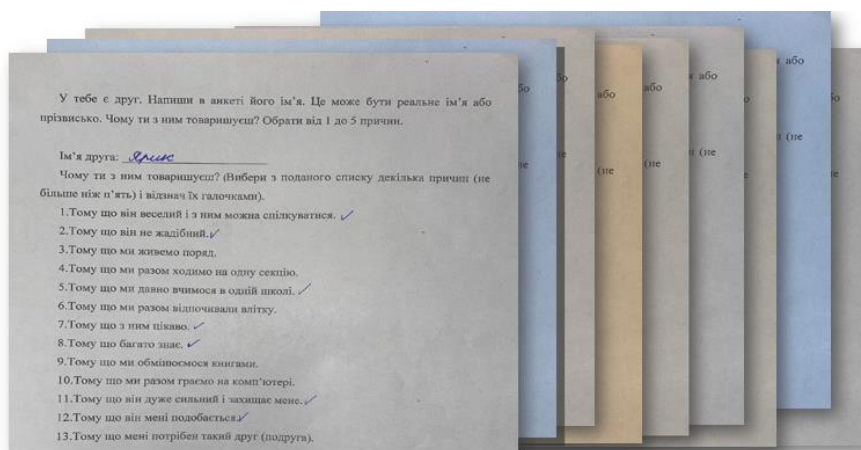 У тебе є друг. Напиши в анкеті його ім'я. Це може бути реальне ім'я або
прізвисько. Чому ти з ним товаришуєш? Обрати від 1 до 5 причин.
Ім'я друга: Ярик
Чому ти з ним товаришуєш? (Вибери з поданого списку декілька причин (не
більше ніж п'ять) і відзнач їх галочками).
1.Тому що він веселий і з ним можна спілкуватися. ✓
2.Тому що він не жадібний. ✓
3.Тому що ми живемо поряд.
4.Тому що ми разом ходимо на одну секцію.
5.Тому що ми давно вчимося в одній школі. ✓
6.Тому що ми разом відпочивали влітку.
7.Тому що з ним цікаво. ✓
8.Тому що багато знає. ✓
9.Тому що ми обмінюємося книгами.
10.Тому що ми разом граємо на комп'ютері.
11.Тому що він дуже сильний і захищає мене. ✓
12.Тому що він мені подобається. ✓
13.Тому що мені потрібен такий друг (подруга).
або
(не
або
(не
або
(не
або